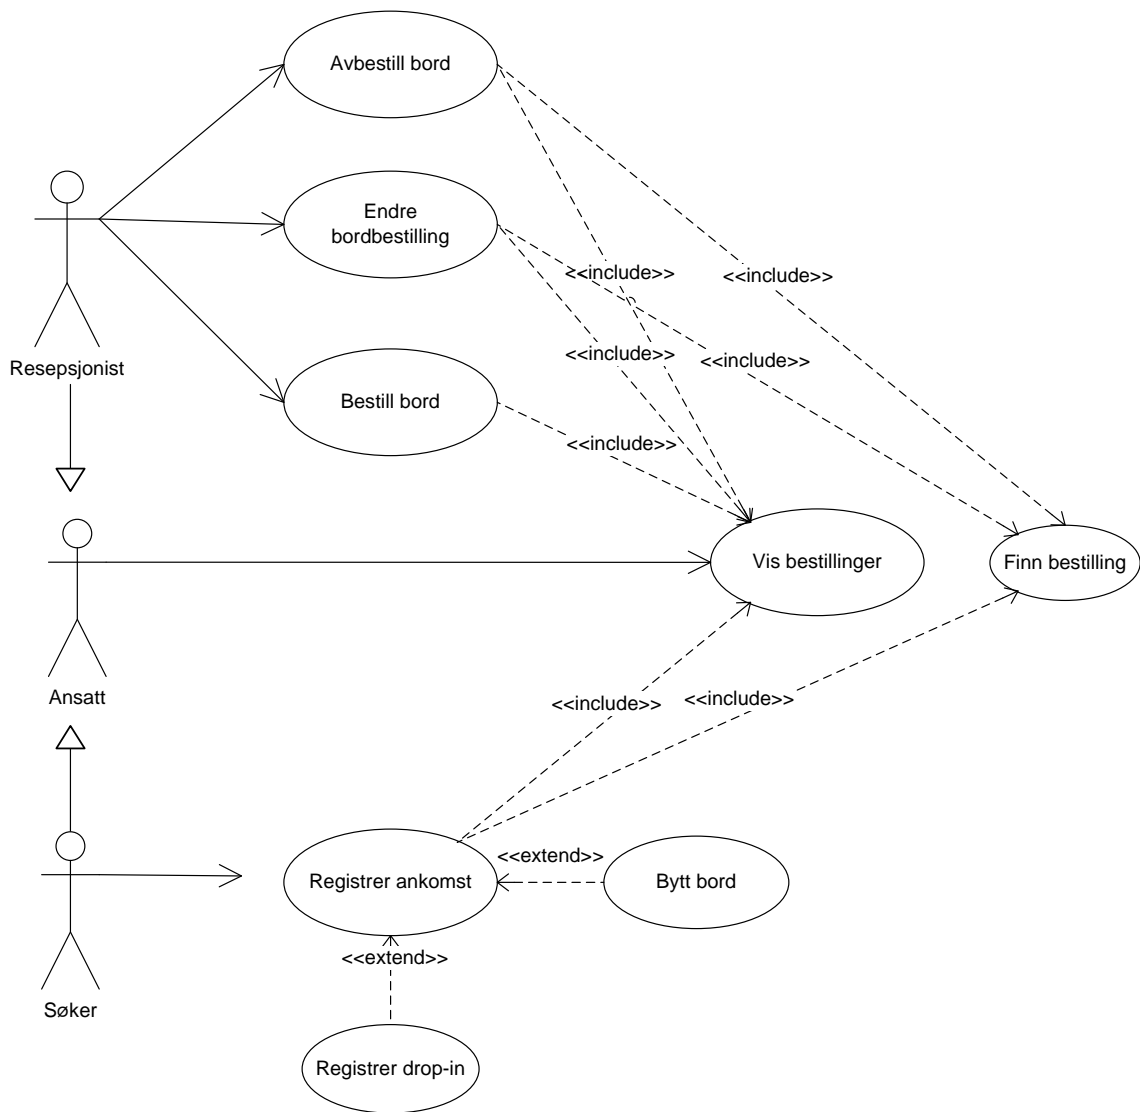 Avbestill bord
Endre
bordbestilling
<<include>>
<<include>>
<<include>>
<<include>>
Resepsjonist
Bestill bord
<<include>>
Vis bestillinger
Finn bestilling
Ansatt
<<include>>
<<include>>
<<extend>>
Registrer ankomst
Bytt bord
<<extend>>
Søker
Registrer drop-in